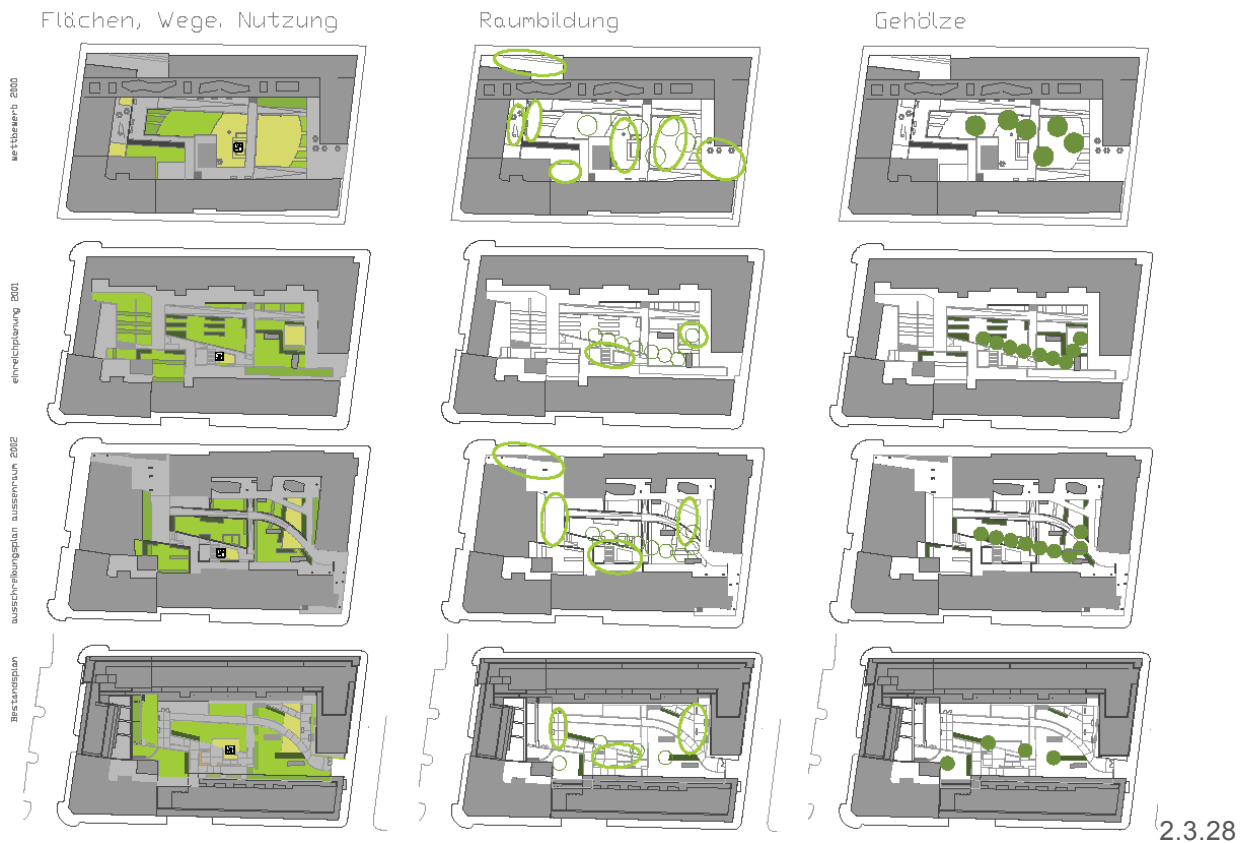 Flächen, Wege. Nutzung
Raumbildung
Gehölze
wettbewerb 2000
einreichplanung 2001
ausschreibungsplan aussenraum 2002
Bestandsplan
2.3.28